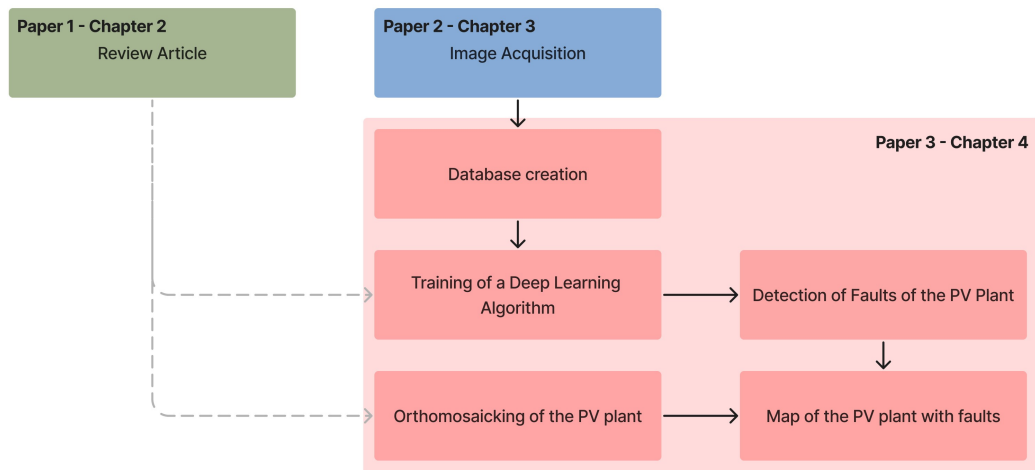 Paper 1 - Chapter 2
Review Article
Paper 2 - Chapter 3
Image Acquisition
Paper 3 - Chapter 4
Database creation
Training of a Deep Learning
Algorithm
Detection of Faults of the PV Plant
Orthomosaicking of the PV plant
Map of the PV plant with faults